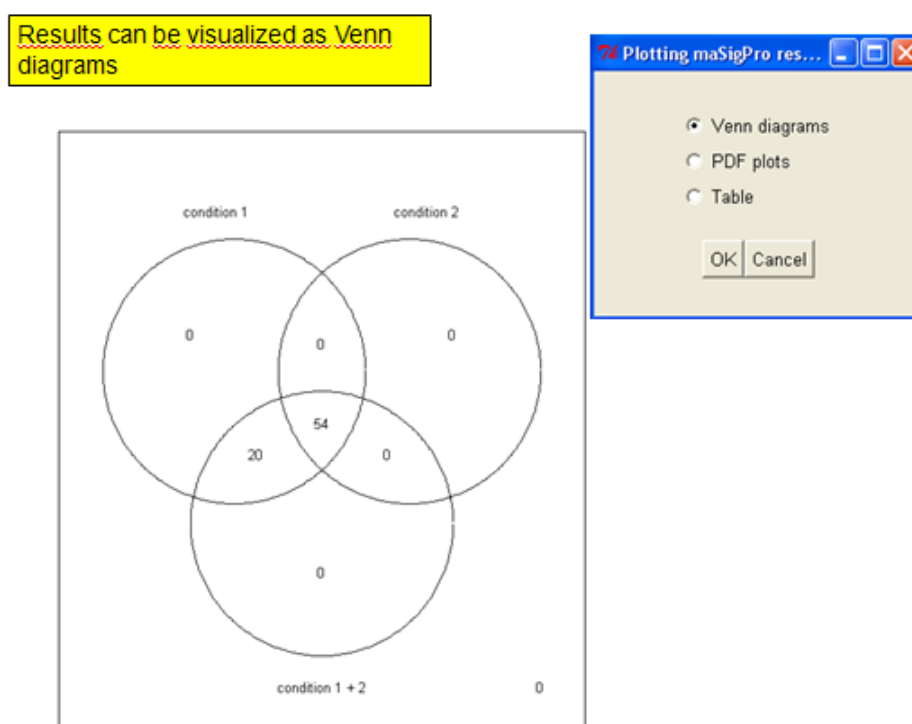 Results can be visualized as Venn
diagrams
Plotting maSigPro res...
Venn diagrams
PDF plots
Table
OK Cancel
condition 1 condition 2
0 0 0
54
20 0
0
condition 1 + 2 0